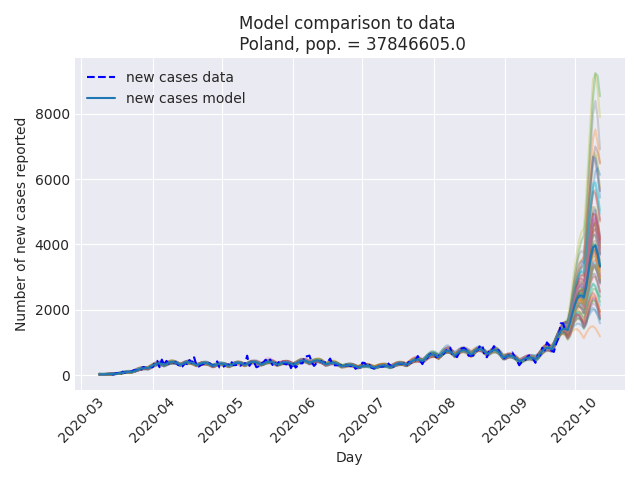 Model comparison to data
Poland, pop. = 37846605.0
new cases data
new cases model
Number of new cases reported
8000
6000
4000
2000
0
2020-03
2020-04
2020-05
2020-06
2020-07
2020-08
2020-09
2020-10
Day